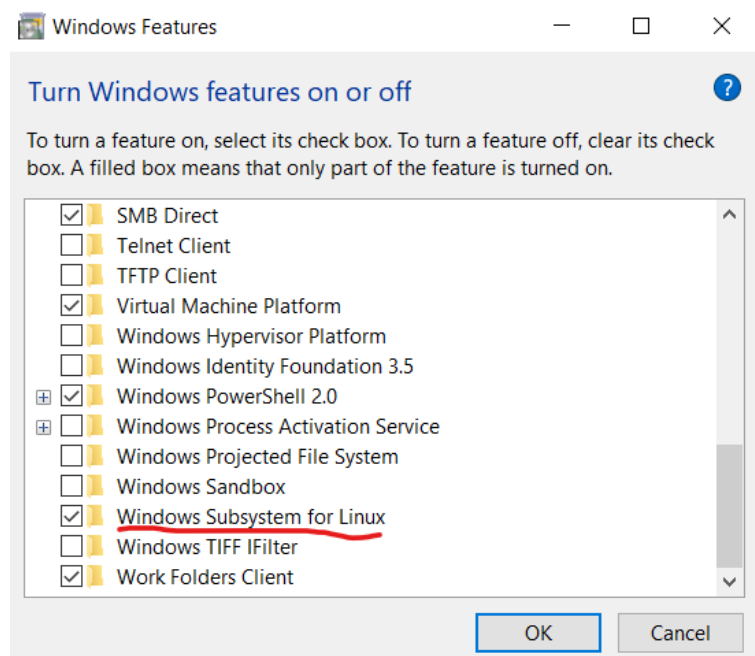 Windows Features
Turn Windows features on or off
?
To turn a feature on, select its check box. To turn a feature off, clear its check
box. A filled box means that only part of the feature is turned on.
SMB Direct
Telnet Client
TFTP Client
Virtual Machine Platform
Windows Hypervisor Platform
Windows Identity Foundation 3.5
Windows PowerShell 2.0
Windows Process Activation Service
Windows Projected File System
Windows Sandbox
Windows Subsystem for Linux
Windows TIFF IFilter
Work Folders Client
OK Cancel